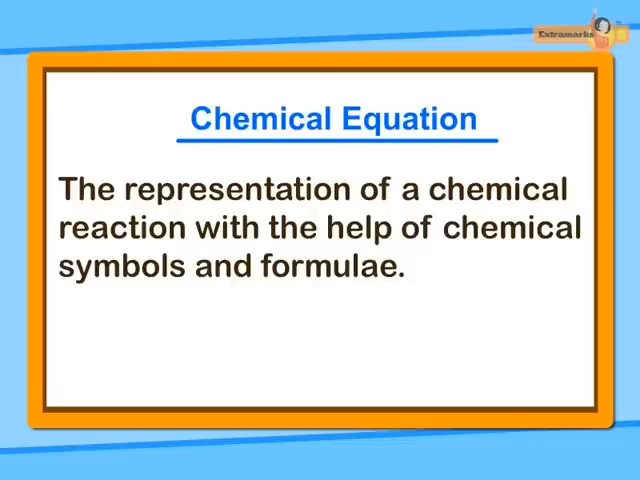 Extramarks
Chemical Equation
The representation of a chemical
reaction with the help of chemical
symbols and formulae.